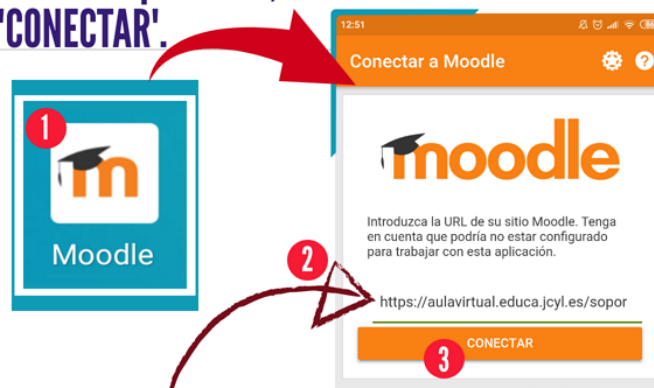 'CONECTAR'.
1
m
Moodle
12:51
Conectar a Moodle
?
moodle
Introduzca la URL de su sitio Moodle. Tenga
en cuenta que podría no estar configurado
para trabajar con esta aplicación.
2
https://aulavirtual.educa.jcyl.es/sopor
CONECTAR
3